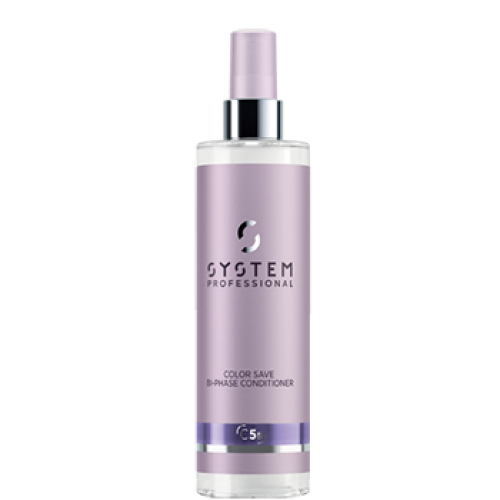 SYSTEM
PROFESSIONAL
COLOR SAVE
BI-PHASE CONDITIONER
C5